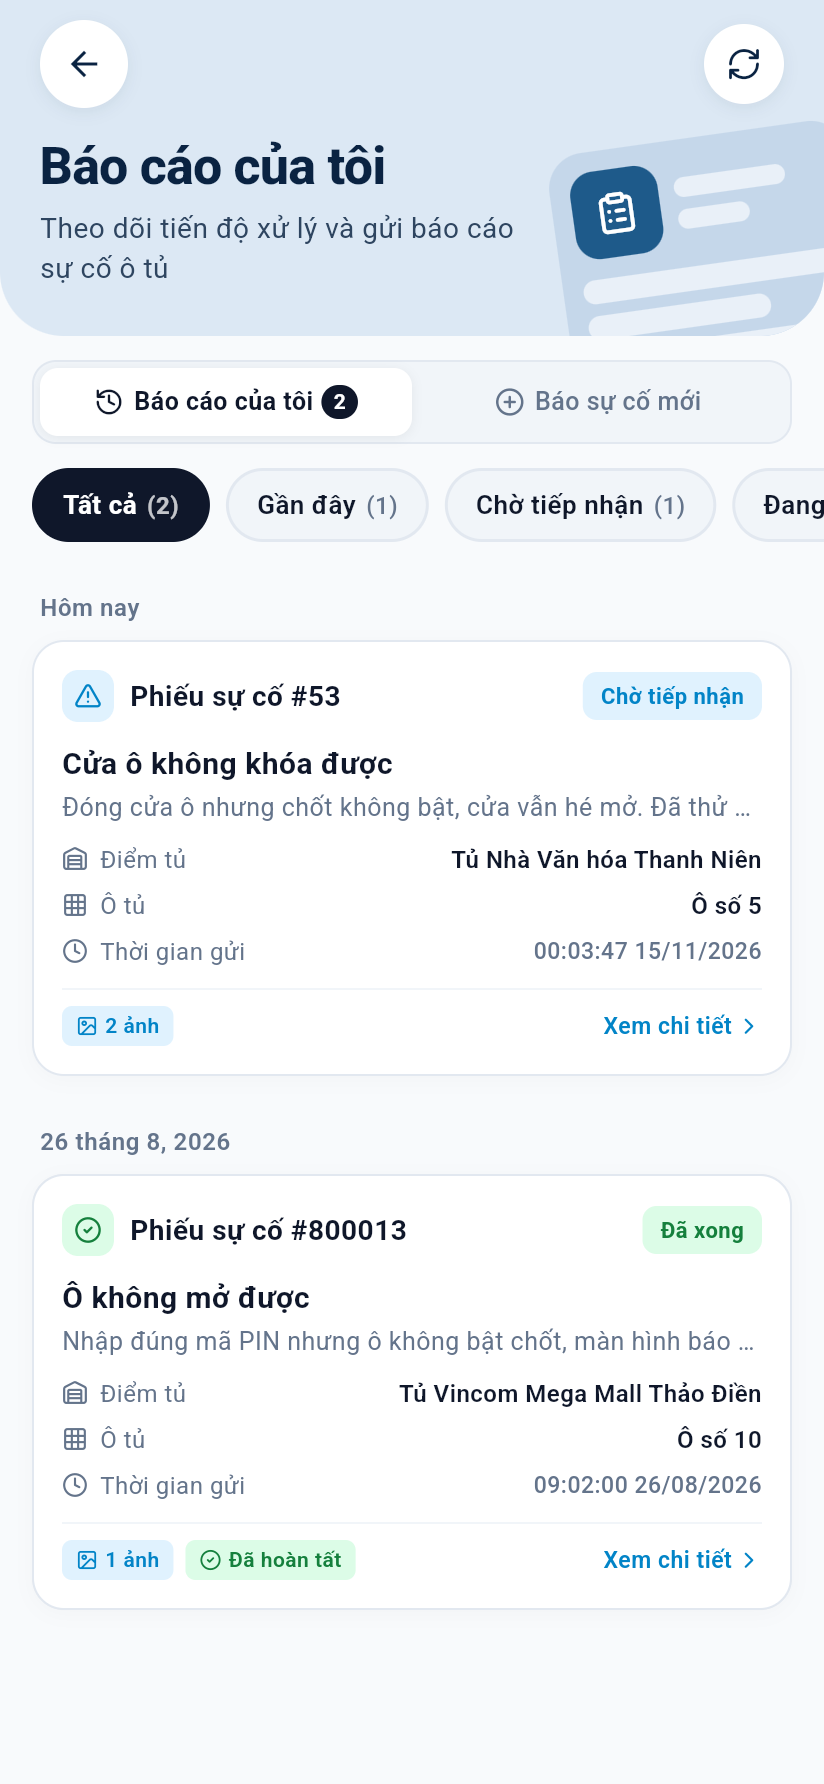 Báo cáo của tôi
Theo dõi tiến độ xử lý và gửi báo cáo
sự cố ô tủ
Báo cáo của tôi 2
Báo sự cố mới
Tất cả (2)
Gần đây (1)
Chờ tiếp nhận (1)
Đang
Hôm nay
Phiếu sự cố #53
Chờ tiếp nhận
Cửa ô không khóa được
Đóng cửa ô nhưng chốt không bật, cửa vẫn hé mở. Đã thử ...
Điểm tủ
Tủ Nhà Văn hóa Thanh Niên
Ô tủ
Ô số 5
Thời gian gửi
00:03:47 15/11/2026
2 ảnh
Xem chi tiết
26 tháng 8, 2026
Phiếu sự cố #800013
Đã xong
Ô không mở được
Nhập đúng mã PIN nhưng ô không bật chốt, màn hình báo ...
Điểm tủ
Tủ Vincom Mega Mall Thảo Điền
Ô tủ
Ô số 10
Thời gian gửi
09:02:00 26/08/2026
1 ảnh
Đã hoàn tất
Xem chi tiết